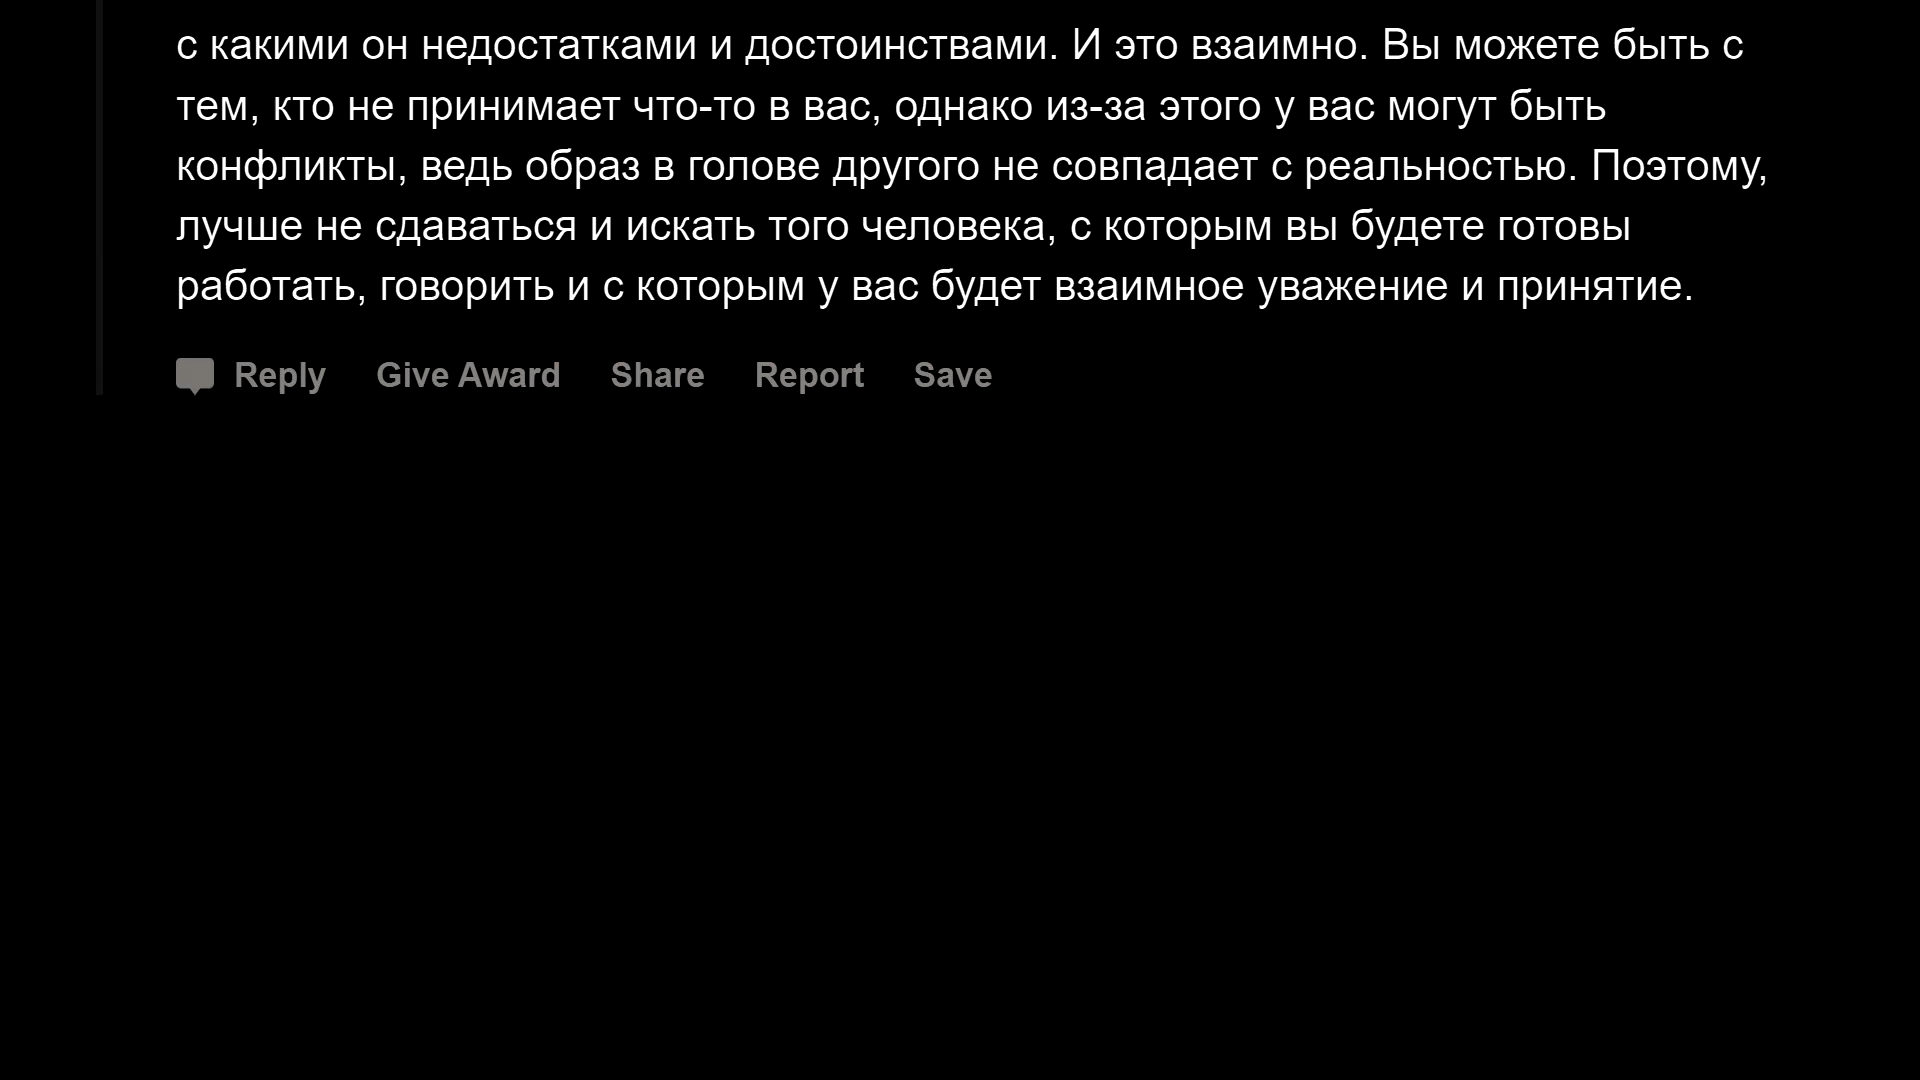 с какими он недостатками и достоинствами. И это взаимно. Вы можете быть с
тем, кто не принимает что-то в вас, однако из-за этого у вас могут быть
конфликты, ведь образ в голове другого не совпадает с реальностью. Поэтому,
лучше не сдаваться и искать того человека, с которым вы будете готовы
работать, говорить и с которым у вас будет взаимное уважение и принятие.
Reply Give Award Share Report Save